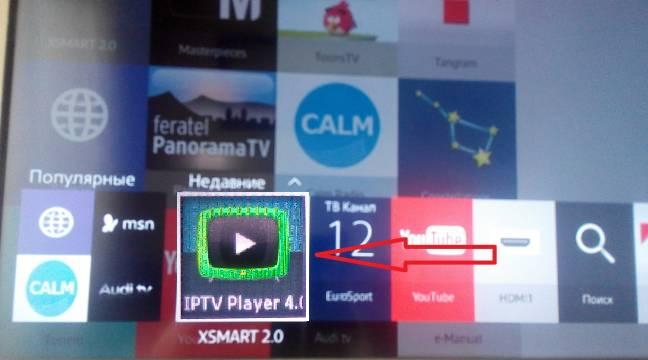 XSMART 2.0
Masterpieces
ToonsTV
Tangram
feratel
PanoramaTV
CALM
Популярные
Недавние
msn
CALM
Audi tv
IPTV Player 4.0
XSMART 2.0
ТВ Канал
12
EuroSport
YouTube
YouTube
HDMI1
Поиск
Audi tv
e-Manual